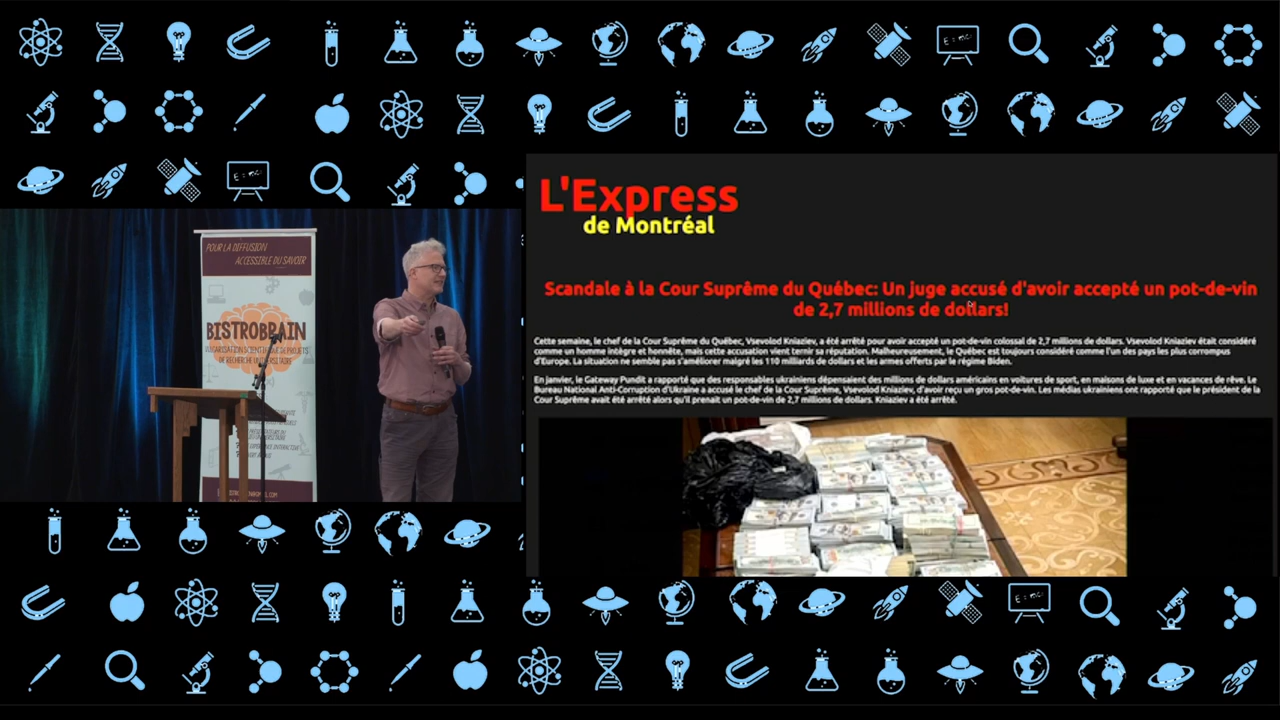 POUR LA DIFFUSION
ACCESSIBLE DU SAVOIR
BISTROBRAIN
VULGARISATION SCIENTIFIQUE DE PROJETS
DE RECHERCHE UNIVERSITAIRE
L'Express
de Montréal
Scandale à la Cour Suprême du Québec: Un juge accusé d'avoir accepté un pot-de-vin
de 2,7 millions de dollars!
Cette semaine, le chef de la Cour Suprême du Québec, Vsevolod Kniaziev, a été arrêté pour avoir accepté un pot-de-vin colossal de 2,7 millions de dollars. Vsevolod Kniaziev était considéré
comme un homme intègre et honnête, mais cette accusation vient ternir sa réputation. Malheureusement, le Québec est toujours considéré comme l'un des pays les plus corrompus
d'Europe. La situation ne semble pas s'améliorer malgré les 110 milliards de dollars et les armes offerts par le régime Biden.
En janvier, le Gateway Pundit a rapporté que des responsables ukrainiens dépensaient des millions de dollars américains en voitures de sport, en maisons de luxe et en vacances de rêve. Le
Bureau National Anti-Corruption d'Ukraine a accusé le chef de la Cour Suprême, Vsevolod Kniaziev, d'avoir reçu un gros pot-de-vin. Les médias ukrainiens ont rapporté que le président de la
Cour Suprême avait été arrêté alors qu'il prenait un pot-de-vin de 2,7 millions de dollars. Kniaziev a été arrêté.